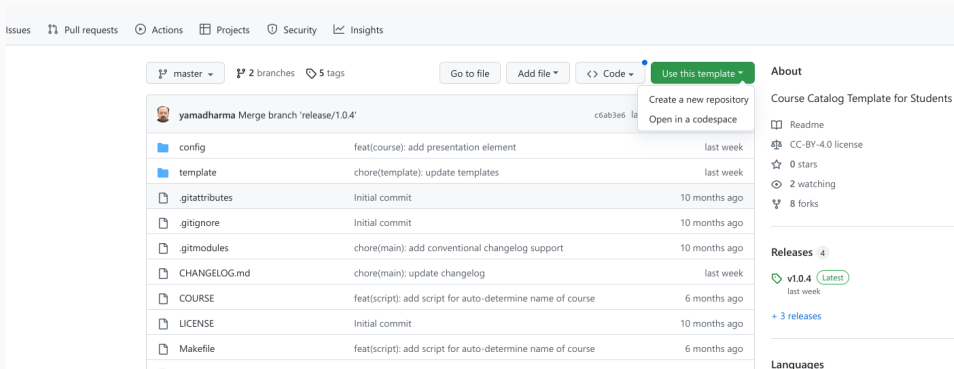 Issues Pull requests Actions Projects Security Insights
master 2 branches 5 tags Go to file Add file Code Use this template
Create a new repository
Open in a codespace
yamadharma Merge branch 'release/1.0.4' c6ab3e6
config feat(course): add presentation element last week
template chore(template): update templates last week
.gitattributes Initial commit 10 months ago
.gitignore Initial commit 10 months ago
.gitmodules chore(main): add conventional changelog support 10 months ago
CHANGELOG.md chore(main): update changelog last week
COURSE feat(script): add script for auto-determine name of course 6 months ago
LICENSE Initial commit 10 months ago
Makefile feat(script): add script for auto-determine name of course 6 months ago
About
Course Catalog Template for Students
Readme
CC-BY-4.0 license
0 stars
2 watching
8 forks
Releases 4
v1.0.4 Latest
last week
+ 3 releases
Languages